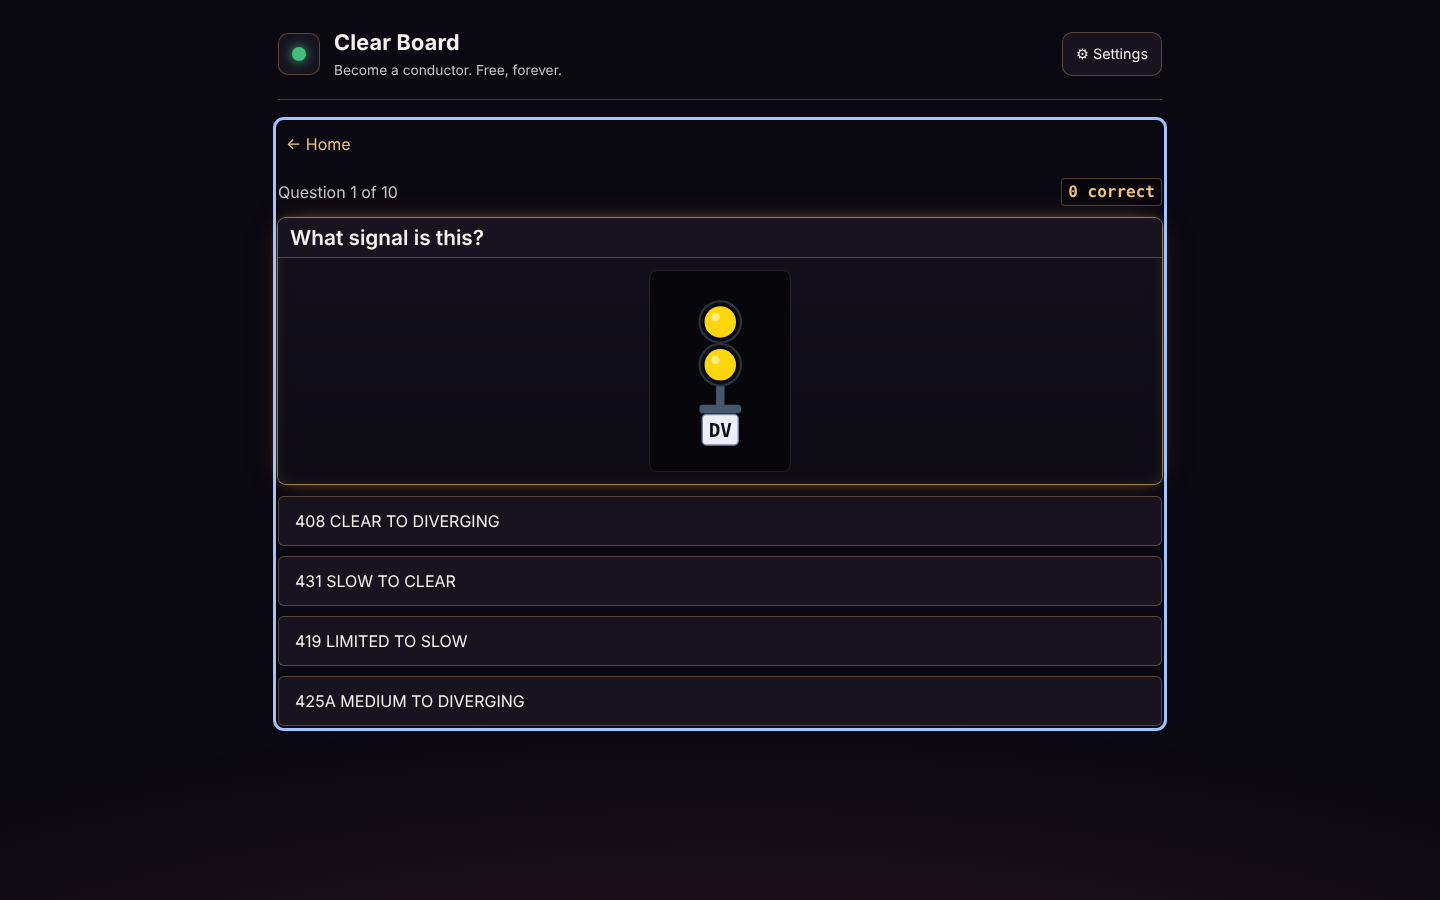 Clear Board
Become a conductor. Free, forever.
⚙ Settings
← Home
Question 1 of 10
0 correct
What signal is this?
DV
408 CLEAR TO DIVERGING
431 SLOW TO CLEAR
419 LIMITED TO SLOW
425A MEDIUM TO DIVERGING